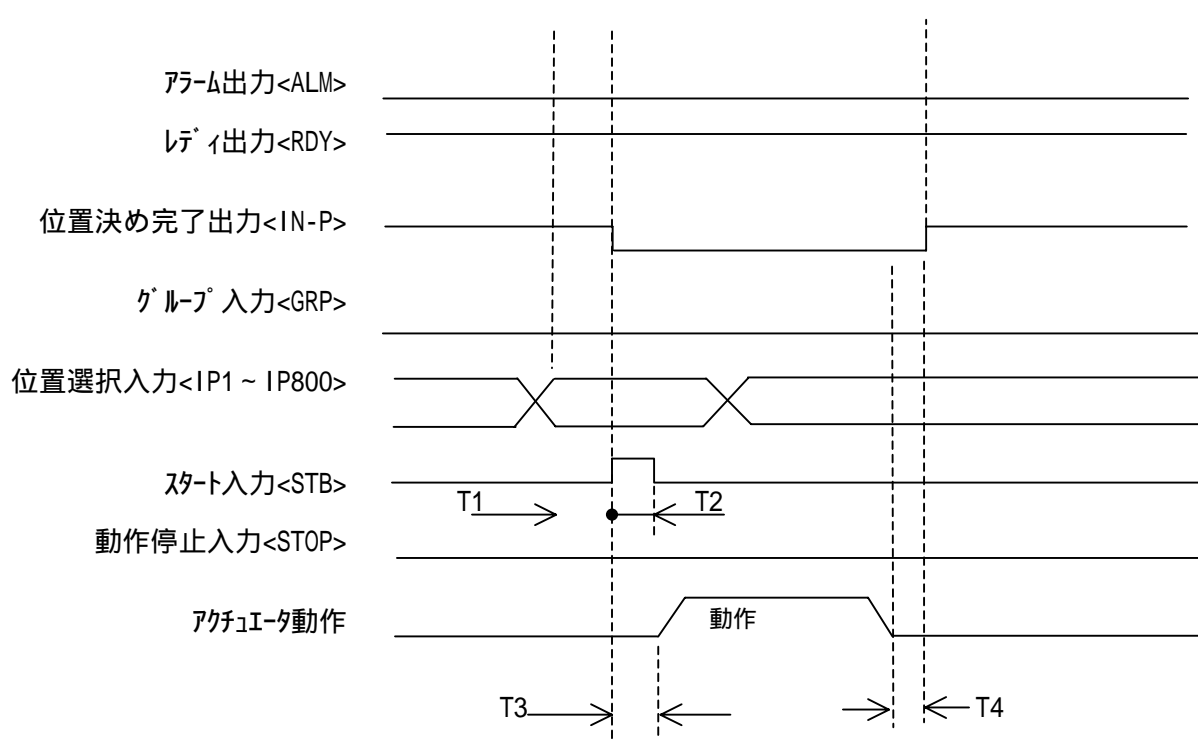 アラーム出力<ALM>
レディ出力<RDY>
位置決め完了出力<IN-P>
グループ入力<GRP>
位置選択入力<IP1~IP800>
スタート入力<STB>
T1
T2
動作停止入力<STOP>
アクチュエータ動作
動作
T3
T4